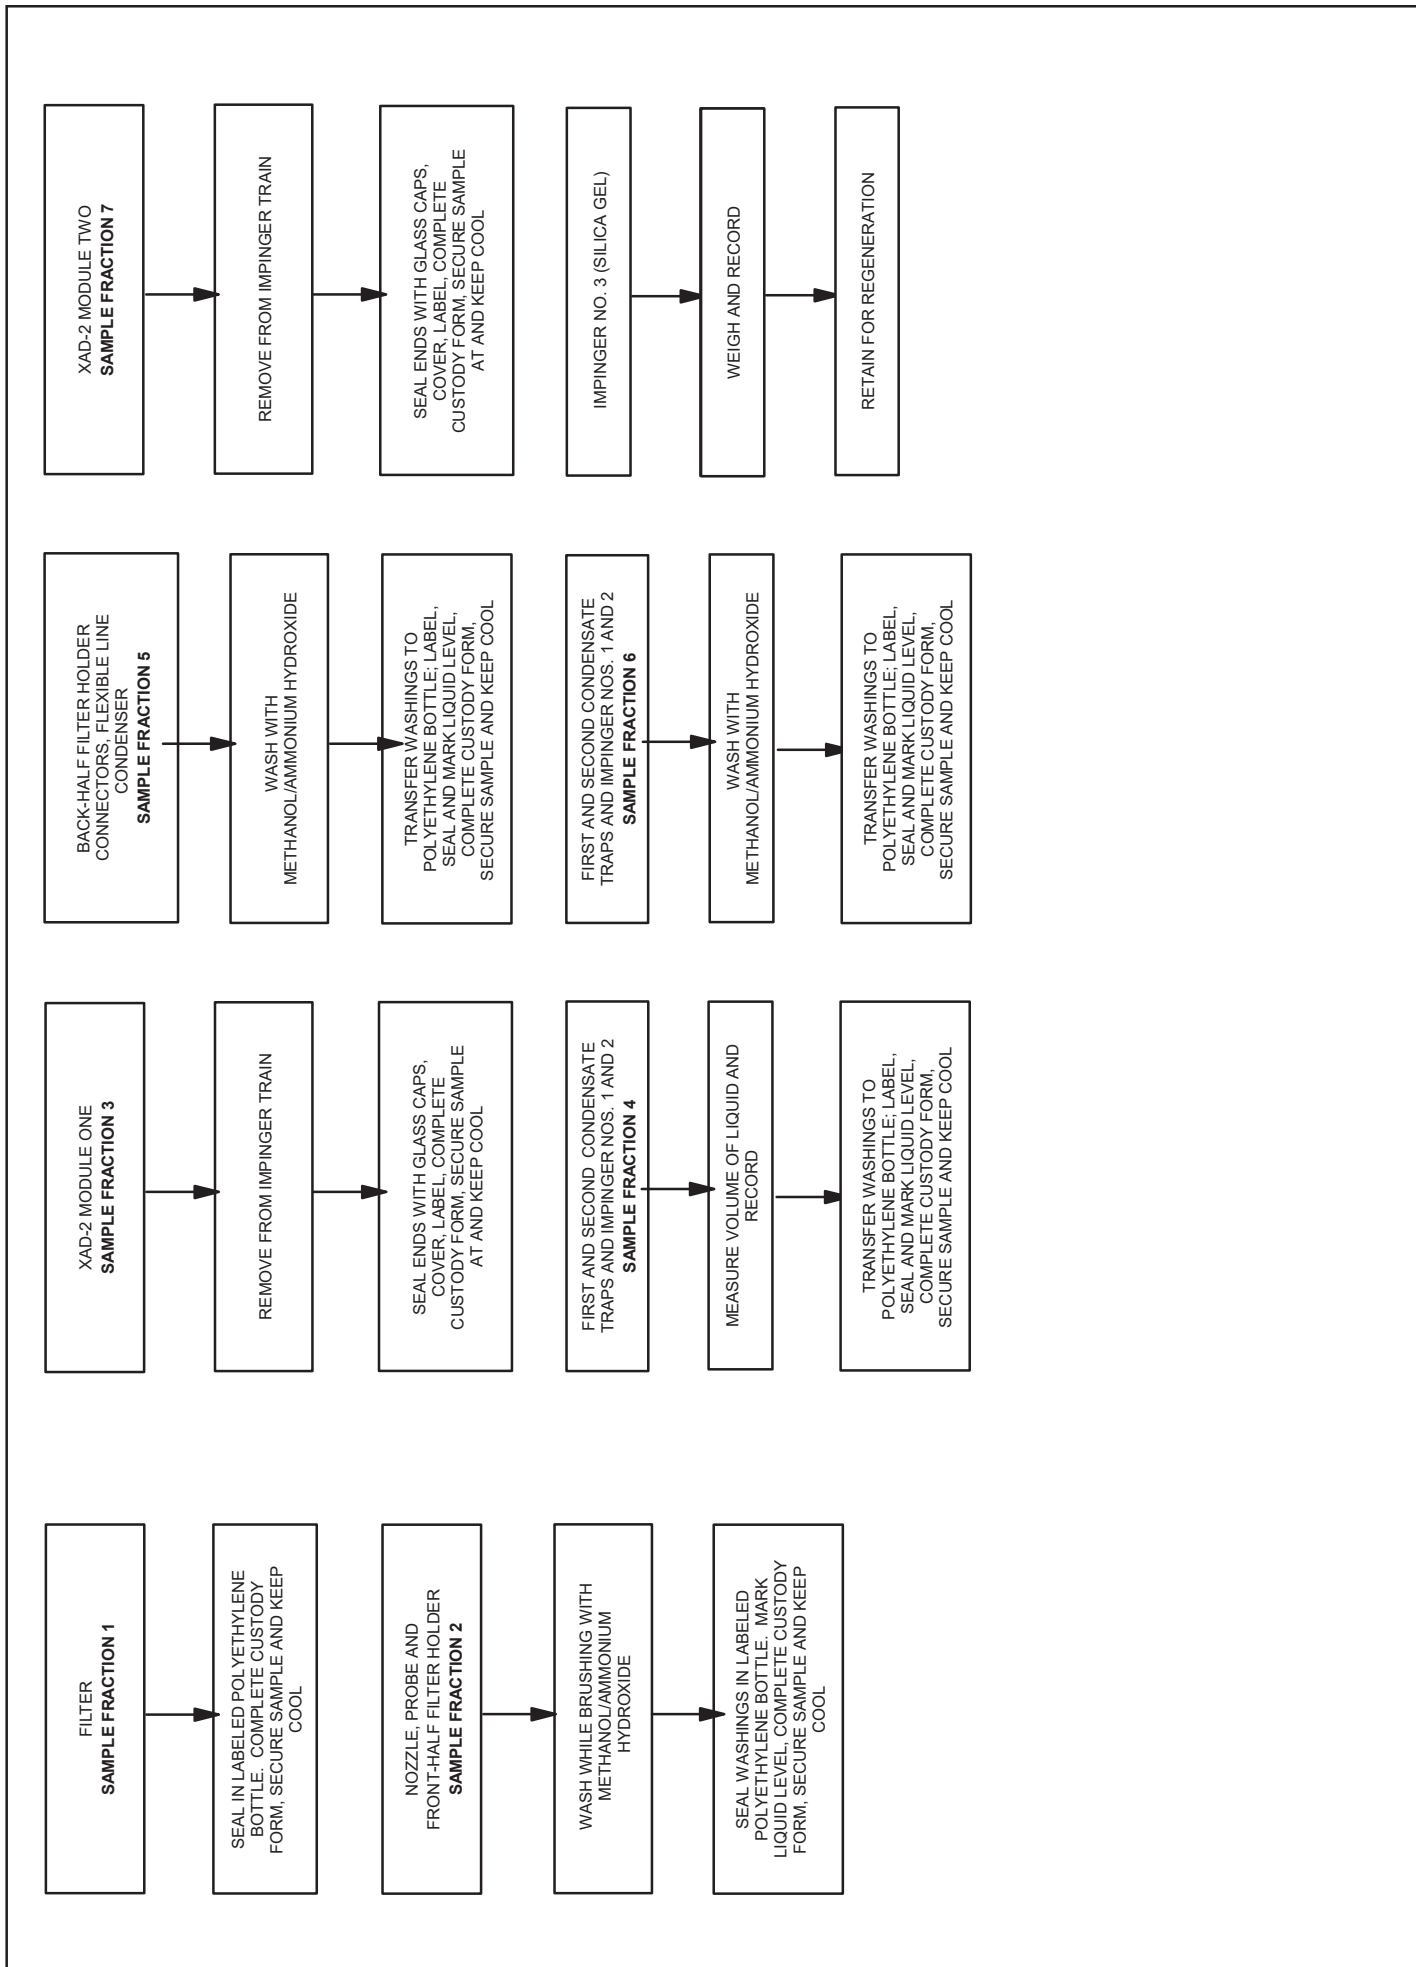 FILTER
SAMPLE FRACTION 1
SEAL IN LABELED POLYETHYLENE
BOTTLE. COMPLETE CUSTODY
FORM, SECURE SAMPLE AND KEEP
COOL
NOZZLE, PROBE AND
FRONT-HALF FILTER HOLDER
SAMPLE FRACTION 2
WASH WHILE BRUSHING WITH
METHANOL/AMMONIUM
HYDROXIDE
SEAL WASHINGS IN LABELED
POLYETHYLENE BOTTLE. MARK
LIQUID LEVEL, COMPLETE CUSTODY
FORM, SECURE SAMPLE AND KEEP
COOL
XAD-2 MODULE ONE
SAMPLE FRACTION 3
REMOVE FROM IMPINGER TRAIN
SEAL ENDS WITH GLASS CAPS,
COVER, LABEL, COMPLETE
CUSTODY FORM, SECURE SAMPLE
AT AND KEEP COOL
FIRST AND SECOND CONDENSATE
TRAPS AND IMPINGER NOS. 1 AND 2
SAMPLE FRACTION 4
MEASURE VOLUME OF LIQUID AND
RECORD
TRANSFER WASHINGS TO
POLYETHYLENE BOTTLE; LABEL,
SEAL AND MARK LIQUID LEVEL,
COMPLETE CUSTODY FORM,
SECURE SAMPLE AND KEEP COOL
BACK-HALF FILTER HOLDER
CONNECTORS, FLEXIBLE LINE
CONDENSER
SAMPLE FRACTION 5
WASH WITH
METHANOL/AMMONIUM HYDROXIDE
TRANSFER WASHINGS TO
POLYETHYLENE BOTTLE; LABEL,
SEAL AND MARK LIQUID LEVEL,
COMPLETE CUSTODY FORM,
SECURE SAMPLE AND KEEP COOL
FIRST AND SECOND CONDENSATE
TRAPS AND IMPINGER NOS. 1 AND 2
SAMPLE FRACTION 6
WASH WITH
METHANOL/AMMONIUM HYDROXIDE
TRANSFER WASHINGS TO
POLYETHYLENE BOTTLE; LABEL,
SEAL AND MARK LIQUID LEVEL,
COMPLETE CUSTODY FORM,
SECURE SAMPLE AND KEEP COOL
XAD-2 MODULE TWO
SAMPLE FRACTION 7
REMOVE FROM IMPINGER TRAIN
SEAL ENDS WITH GLASS CAPS,
COVER, LABEL, COMPLETE
CUSTODY FORM, SECURE SAMPLE
AT AND KEEP COOL
IMPINGER NO. 3 (SILICA GEL)
WEIGH AND RECORD
RETAIN FOR REGENERATION